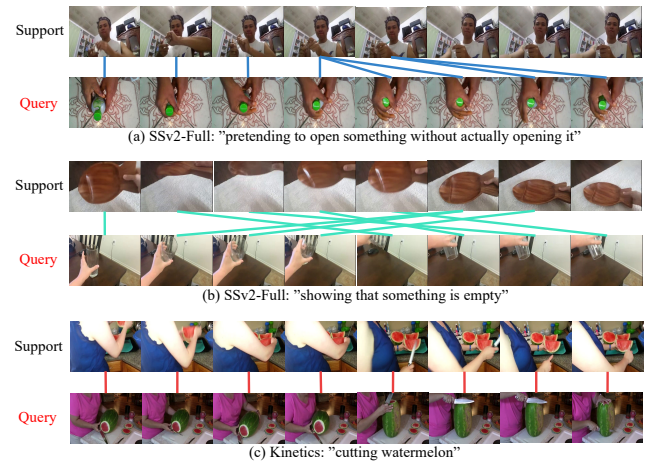 Support
Query
(a) SSv2-Full: "pretending to open something without actually opening it"
Support
Query
(b) SSv2-Full: "showing that something is empty"
Support
Query
(c) Kinetics: "cutting watermelon"